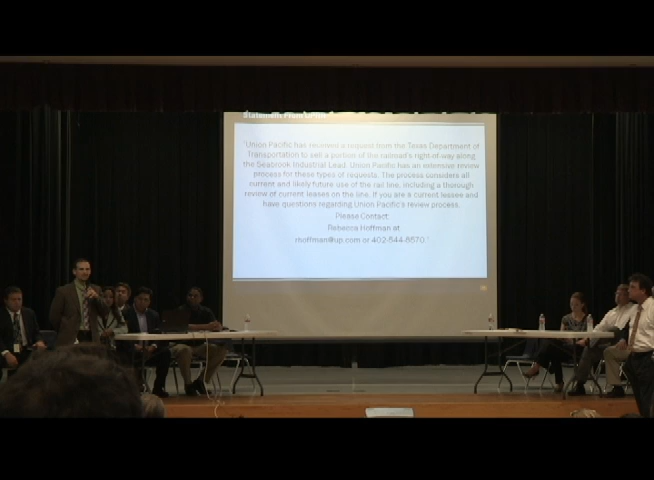 Statement From UPRR
"Union Pacific has received a request from the Texas Department of
Transportation to sell a portion of the railroad's right-of-way along
the Seabrook Industrial Lead. Union Pacific has an extensive review
process for these types of requests. The process considers all
current and likely future use of the rail line, including a thorough
review of current leases on the line. If you are a current lessee and
have questions regarding Union Pacific's review process,
Please Contact:
Rebecca Hoffman at
rhoffman@up.com or 402-544-8570 "